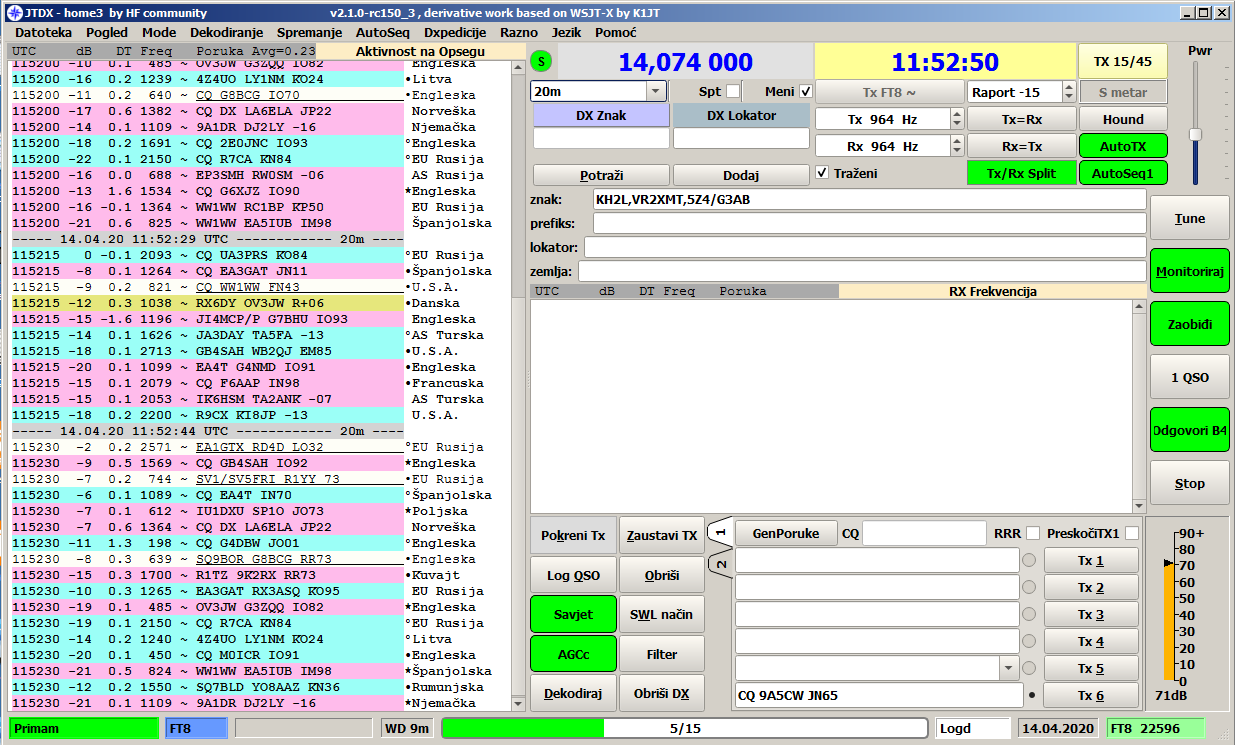 JTDX - home3 by HF community v2.1.0-rc150_3 , derivative work based on WSJT-X by K1JT
Datoteka Pogled Mode Dekodiranje Spremanje AutoSeq Dxpedicije Razno Jezik Pomoć
UTC dB DT Freq Poruka Avg=0.23 Aktivnost na Opsegu
115200 -10 0.1 485 ~ OV3JW G3ZQQ IO82 Engleska
115200 -16 0.2 1239 ~ 4Z4UO LY1NM KO24 •Litva
115200 -11 0.2 640 ~ CQ G8BCG IO70 •Engleska
115200 -17 0.6 1382 ~ CQ DX LA6ELA JP22 Norveška
115200 -14 0.1 1109 ~ 9A1DR DJ2LY -16 Njemačka
115200 -18 0.2 1691 ~ CQ 2E0JNC IO93 °Engleska
115200 -22 0.1 2150 ~ CQ R7CA KN84 °EU Rusija
115200 -16 0.0 688 ~ EP3SMH RW0SM -06 AS Rusija
115200 -13 1.6 1534 ~ CQ G6XJZ IO90 *Engleska
115200 -16 -0.1 1364 ~ WW1WW RC1BP KP50 EU Rusija
115200 -21 0.6 825 ~ WW1WW EA5IUB IM98 Španjolska
----- 14.04.20 11:52:29 UTC ------------ 20m ----
115215 0 -0.1 2093 ~ CQ UA3PRS KO84 °EU Rusija
115215 -8 0.1 1264 ~ CQ EA3GAT JN11 •Španjolska
115215 -9 0.2 821 ~ CQ WW1WW FN43 •U.S.A.
115215 -12 0.3 1038 ~ RX6DY OV3JW R+06 •Danska
115215 -15 -1.6 1196 ~ JI4MCP/P G7BHU IO93 Engleska
115215 -14 0.1 1626 ~ JA3DAY TA5FA -13 °AS Turska
115215 -18 0.1 2713 ~ GB4SAH WB2QJ EM85 •U.S.A.
115215 -20 0.1 1099 ~ EA4T G4NMD IO91 •Engleska
115215 -15 0.1 2079 ~ CQ F6AAP IN98 •Francuska
115215 -15 0.1 2053 ~ IK6HSM TA2ANK -07 AS Turska
115215 -18 0.2 2200 ~ R9CX KI8JP -13 U.S.A.
----- 14.04.20 11:52:44 UTC ------------ 20m ----
115230 -2 0.2 2571 ~ EA1GTX RD4D LO32 °EU Rusija
115230 -9 0.5 1569 ~ CQ GB4SAH IO92 *Engleska
115230 -7 0.2 744 ~ SV1/SV5FRI R1YY 73 •EU Rusija
115230 -6 0.1 1089 ~ CQ EA4T IN70 °Španjolska
115230 -7 0.1 612 ~ IU1DXU SP1O JO73 *Poljska
115230 -7 0.6 1364 ~ CQ DX LA6ELA JP22 Norveška
115230 -11 1.3 198 ~ CQ G4DBW JO01 •Engleska
115230 -8 0.3 639 ~ SQ9BOR G8BCG RR73 •Engleska
115230 -15 0.3 1700 ~ R1TZ 9K2RX RR73 •Kuvajt
115230 -10 0.3 1265 ~ EA3GAT RX3ASQ KO95 EU Rusija
115230 -19 0.1 485 ~ OV3JW G3ZQQ IO82 *Engleska
115230 -19 0.1 2150 ~ CQ R7CA KN84 °EU Rusija
115230 -14 0.2 1240 ~ 4Z4UO LY1NM KO24 °Litva
115230 -20 0.1 450 ~ CQ M0ICR IO91 •Engleska
115230 -21 0.5 824 ~ WW1WW EA5IUB IM98 *Španjolska
115230 -12 0.2 1550 ~ SQ7BLD YO8AAZ KN36 •Rumunjska
115230 -21 0.1 1109 ~ 9A1DR DJ2LY -16 *Njemačka
S 14,074 000 11:52:50 TX 15/45 Pwr
20m Spt Meni Tx FT8 ~ Raport -15 S metar
DX Znak DX Lokator Tx 964 Hz Tx=Rx Hound
Rx 964 Hz Rx=Tx AutoTX
Potraži Dodaj Traženi Tx/Rx Split AutoSeq1
znak: KH2L,VR2XMT,5Z4/G3AB
prefiks:
lokator:
zemlja:
Tune
Monitoriraj
Zaobiđi
1 QSO
Odgovori B4
Stop
UTC dB DT Freq Poruka RX Frekvencija
Pokreni Tx Zaustavi TX
Log QSO Obriši
Savjet SWL način
AGCc Filter
Dekodiraj Obriši DX
1
2
GenPoruke CQ RRR PreskočiTX1
Tx 1
Tx 2
Tx 3
Tx 4
Tx 5
CQ 9A5CW JN65 Tx 6
90+
80
70
60
50
40
30
20
10
0
71dB
Primam FT8 WD 9m 5/15 Logd 14.04.2020 FT8 22596